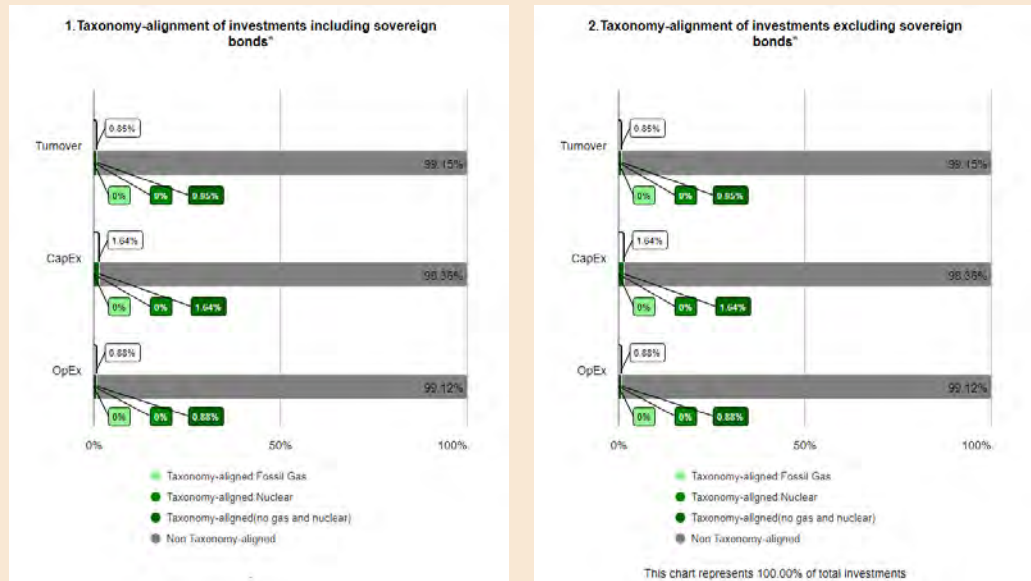 1.Taxonomy-alignment of investments including sovereign
bonds*
Turnover
0.85%
99.15%
0%
0%
0.85%
CapEx
1.64%
98.36%
0%
0%
1.64%
OpEx
0.88%
99.12%
0%
0%
0.88%
0%
50%
100%
Taxonomy-aligned:Fossil Gas
Taxonomy-aligned:Nuclear
Taxonomy-aligned(no gas and nuclear)
Non Taxonomy-aligned
2.Taxonomy-alignment of investments excluding sovereign
bonds*
Turnover
0.85%
99.15%
0%
0%
0.85%
CapEx
1.64%
98.36%
0%
0%
1.64%
OpEx
0.88%
99.12%
0%
0%
0.88%
0%
50%
100%
Taxonomy-aligned:Fossil Gas
Taxonomy-aligned:Nuclear
Taxonomy-aligned(no gas and nuclear)
Non Taxonomy-aligned
This chart represents 100.00% of total investments